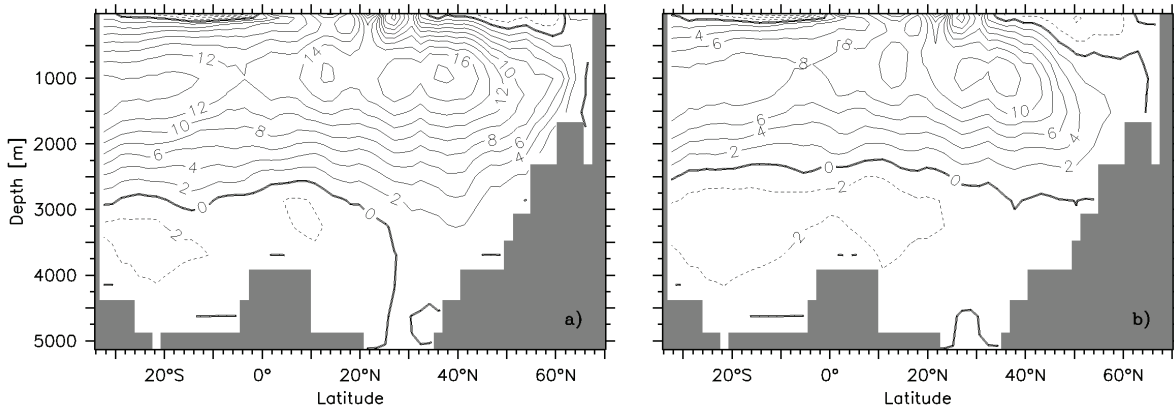 1000
2000
3000
4000
5000
Depth [m]
20°S 0° 20°N 40°N 60°N
Latitude
12 14 16 10 12 12 10 8 8 6 6 4 4 2 2 0 0 2
a)
4 6 8 8 10 6 6 4 4 2 2 0 0 2 2
b)
20°S 0° 20°N 40°N 60°N
Latitude